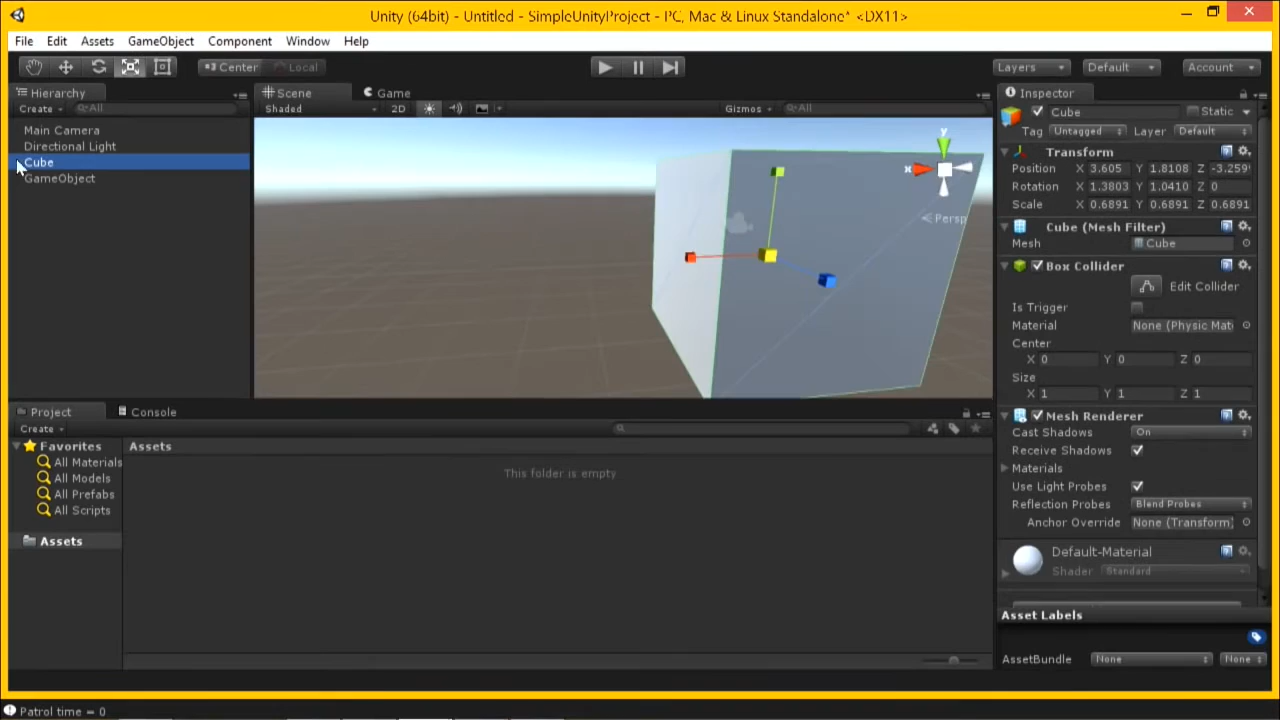 Unity (64bit) - Untitled - SimpleUnityProject - PC, Mac & Linux Standalone* <DX11>
File Edit Assets GameObject Component Window Help
Center Local Layers Default Account
Hierarchy Scene Game Inspector
Create All Shaded 2D Gizmos All Cube Static
Main Camera Tag Untagged Layer Default
Directional Light Transform
Cube Position X 3.605 Y 1.8108 Z -3.259
GameObject Rotation X 1.3803 Y 1.0410 Z 0
Scale X 0.6891 Y 0.6891 Z 0.6891
y
x
Persp
Cube (Mesh Filter)
Mesh Cube
Box Collider
Edit Collider
Is Trigger
Material None (Physic Mat
Center
X 0 Y 0 Z 0
Size
X 1 Y 1 Z 1
Project Console Mesh Renderer
Create Cast Shadows On
Favorites Assets Receive Shadows
All Materials Materials
All Models This folder is empty Use Light Probes
All Prefabs Reflection Probes Blend Probes
All Scripts Anchor Override None (Transform)
Assets Default-Material
Shader Standard
Asset Labels
AssetBundle None None
Patrol time = 0